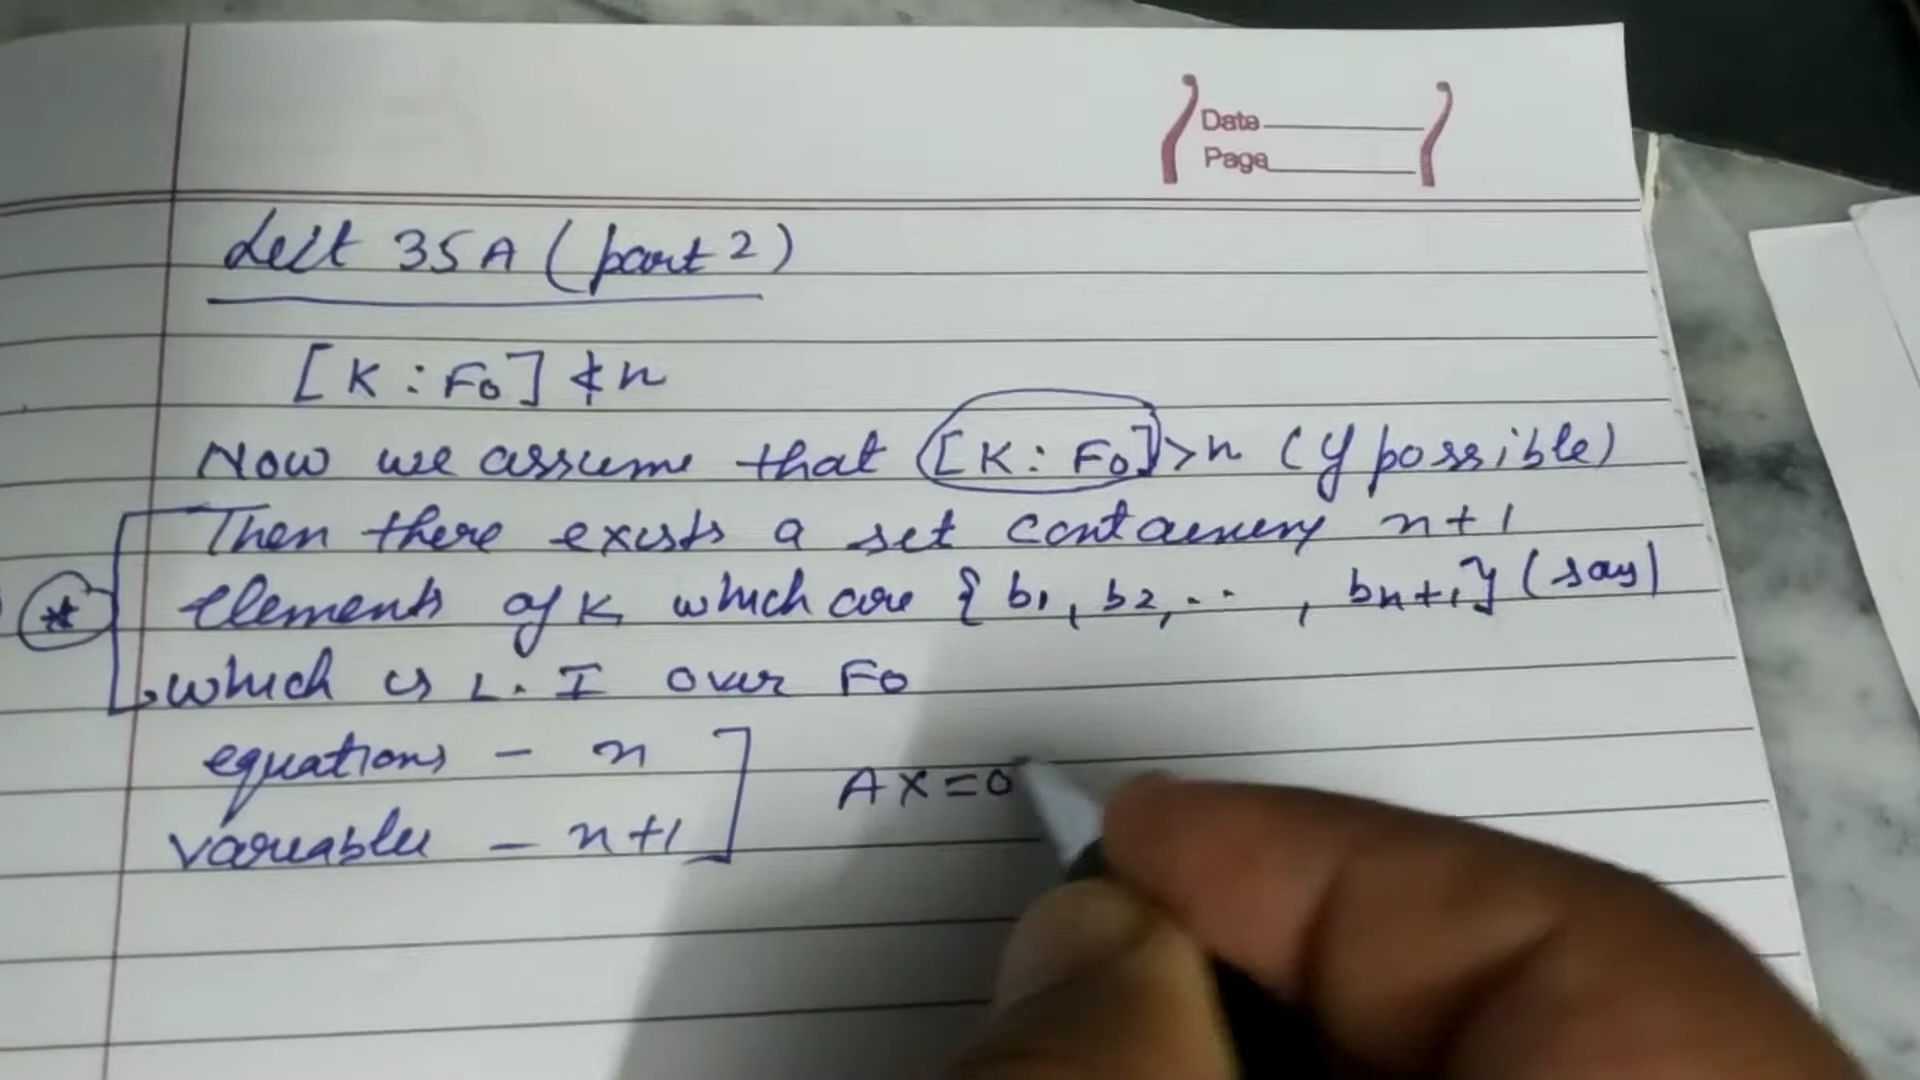 Date
Page
Lect 35A (part 2)
[K : F0] ≮ n
Now we assume that [K : F0] > n (if possible)
Then there exists a set containing n+1
elements of K which are { b1, b2, .. , bn+1 } (say)
which is L.I over F0
equations - n
variables - n+1
AX=0
*